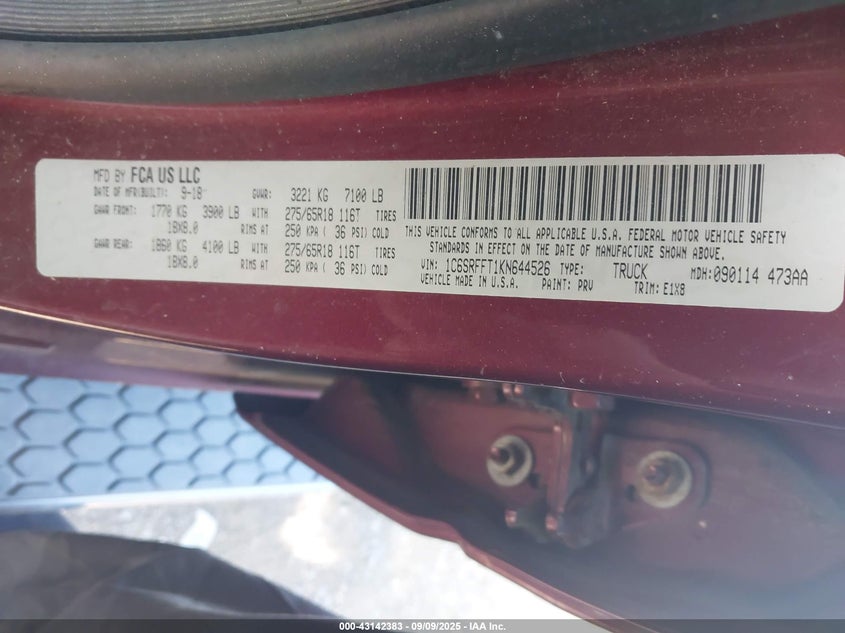 MFD BY FCA US LLC
DATE OF MFR(BUILT): 9-18 GVWR: 3221 KG 7100 LB
GAWR FRONT: 1770 KG 3900 LB WITH 275/65R18 116T TIRES
18X8.0 RIMS AT 250 KPA ( 36 PSI) COLD
GAWR REAR: 1860 KG 4100 LB WITH 275/65R18 116T TIRES
18X8.0 RIMS AT 250 KPA ( 36 PSI) COLD
THIS VEHICLE CONFORMS TO ALL APPLICABLE U.S.A. FEDERAL MOTOR VEHICLE SAFETY
STANDARDS IN EFFECT ON THE DATE OF MANUFACTURE SHOWN ABOVE.
VIN: 1C6SRFFT1KN644526 TYPE: TRUCK MDH:090114 473AA
VEHICLE MADE IN U.S.A. PAINT: PRV TRIM: E1X8
000-43142383 | 09/09/2025 - IAA Inc.